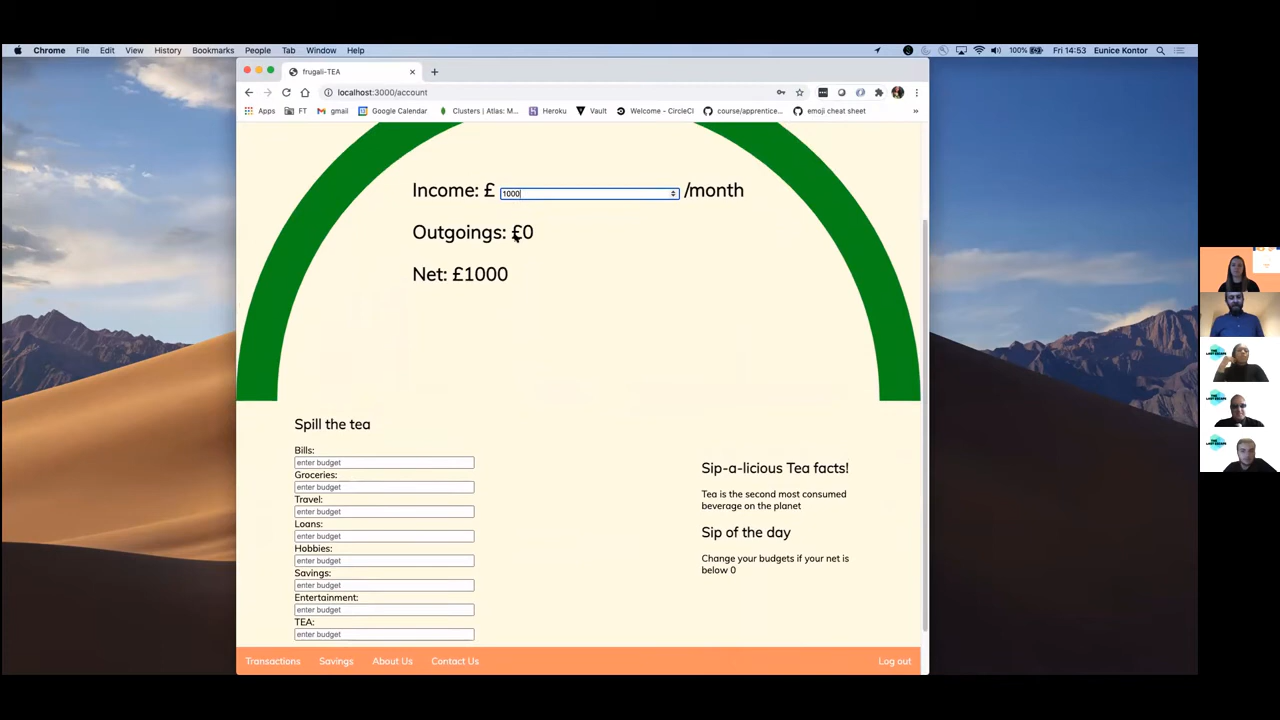 Chrome File Edit View History Bookmarks People Tab Window Help 100% Fri 14:53 Eunice Kontor
frugali-TEA
localhost:3000/account
Apps FT gmail Google Calendar Clusters | Atlas: M... Heroku Vault Welcome - CircleCI course/apprentice... emoji cheat sheet »
Income: £ 1000 /month
Outgoings: £0
Net: £1000
Spill the tea
Bills:
enter budget
Groceries:
enter budget
Travel:
enter budget
Loans:
enter budget
Hobbies:
enter budget
Savings:
enter budget
Entertainment:
enter budget
TEA:
enter budget
Sip-a-licious Tea facts!
Tea is the second most consumed
beverage on the planet
Sip of the day
Change your budgets if your net is
below 0
Transactions Savings About Us Contact Us Log out